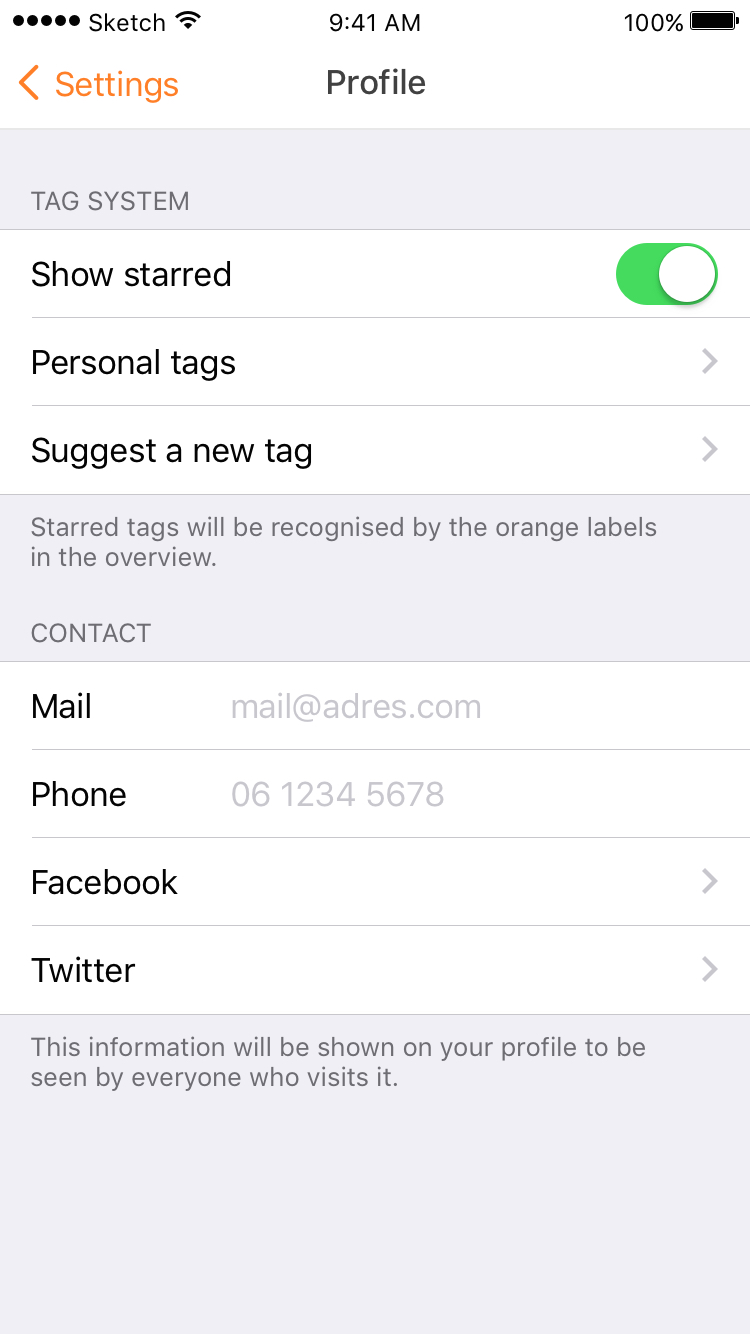 Sketch 9:41 AM 100%
Settings Profile
TAG SYSTEM
Show starred
Personal tags
Suggest a new tag
Starred tags will be recognised by the orange labels
in the overview.
CONTACT
Mail mail@adres.com
Phone 06 1234 5678
Facebook
Twitter
This information will be shown on your profile to be
seen by everyone who visits it.